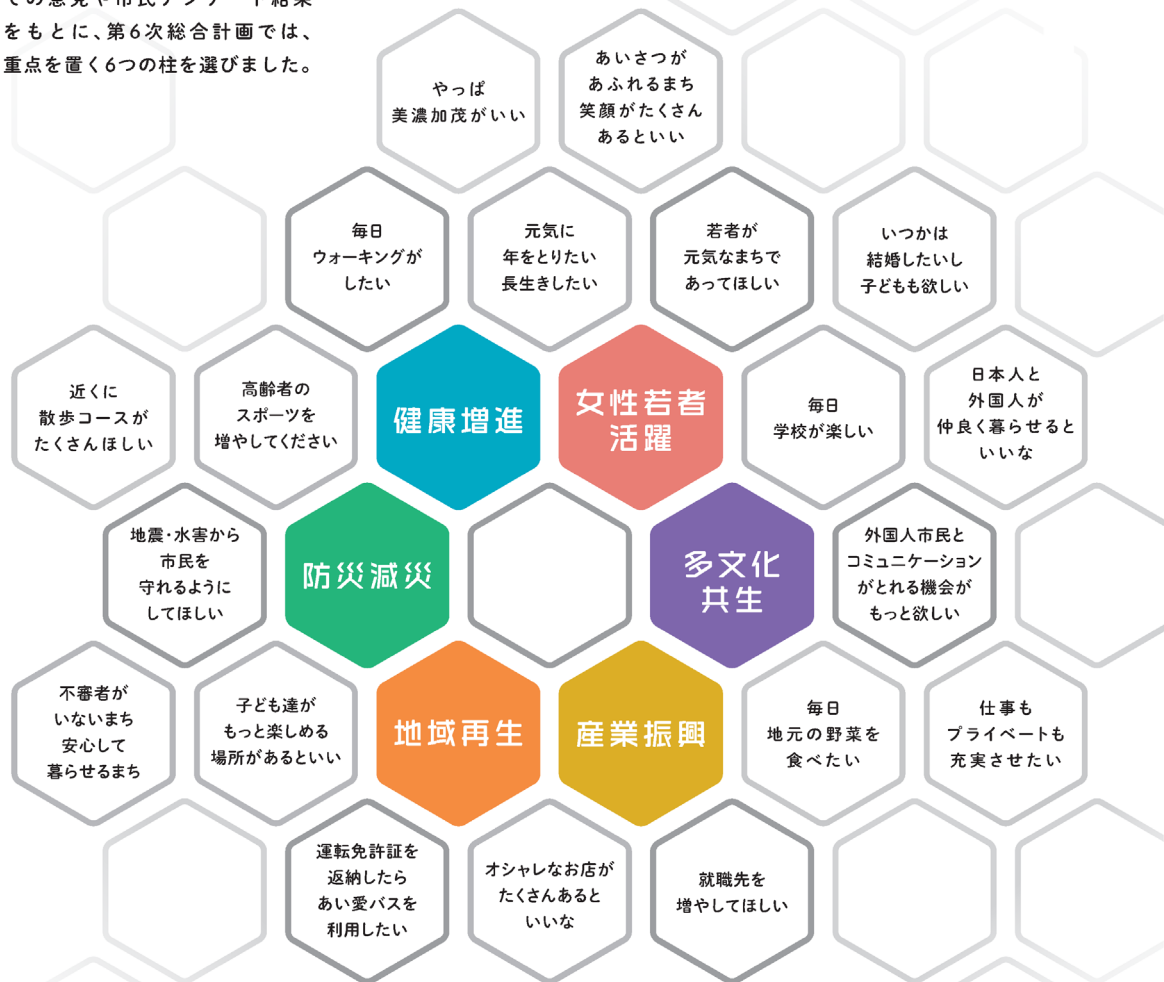 ての意見や市民アンケート結果
をもとに、第6次総合計画では、
重点を置く6つの柱を選びました。
やっぱ
美濃加茂がいい
あいさつが
あふれるまち
笑顔がたくさん
あるといい
毎日
ウォーキングが
したい
元気に
年をとりたい
長生きしたい
若者が
元気なまちで
あってほしい
いつかは
結婚したいし
子どもも欲しい
近くに
散歩コースが
たくさんほしい
高齢者の
スポーツを
増やしてください
健康増進
女性若者
活躍
毎日
学校が楽しい
日本人と
外国人が
仲良く暮らせると
いいな
地震・水害から
市民を
守れるように
してほしい
防災減災
多文化
共生
外国人市民と
コミュニケーション
がとれる機会が
もっと欲しい
不審者が
いないまち
安心して
暮らせるまち
子ども達が
もっと楽しめる
場所があるといい
地域再生
産業振興
毎日
地元の野菜を
食べたい
仕事も
プライベートも
充実させたい
運転免許証を
返納したら
あい愛バスを
利用したい
オシャレなお店が
たくさんあると
いいな
就職先を
増やしてほしい